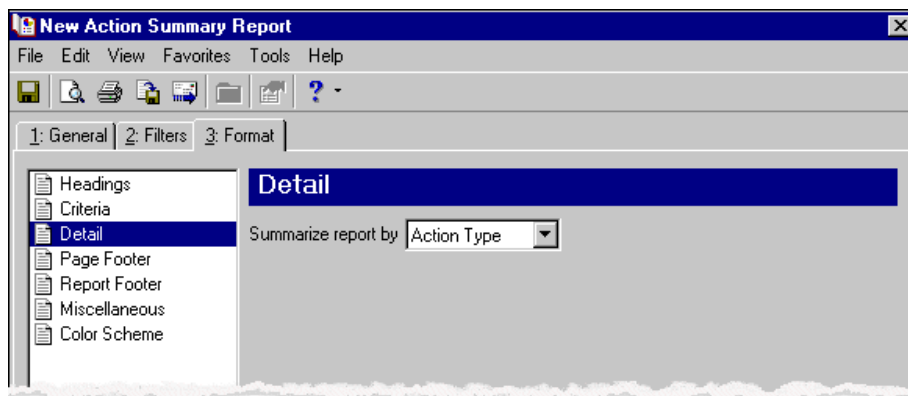 New Action Summary Report
File Edit View Favorites Tools Help
1: General 2: Filters 3: Format
Headings
Criteria
Detail
Page Footer
Report Footer
Miscellaneous
Color Scheme
Detail
Summarize report by Action Type